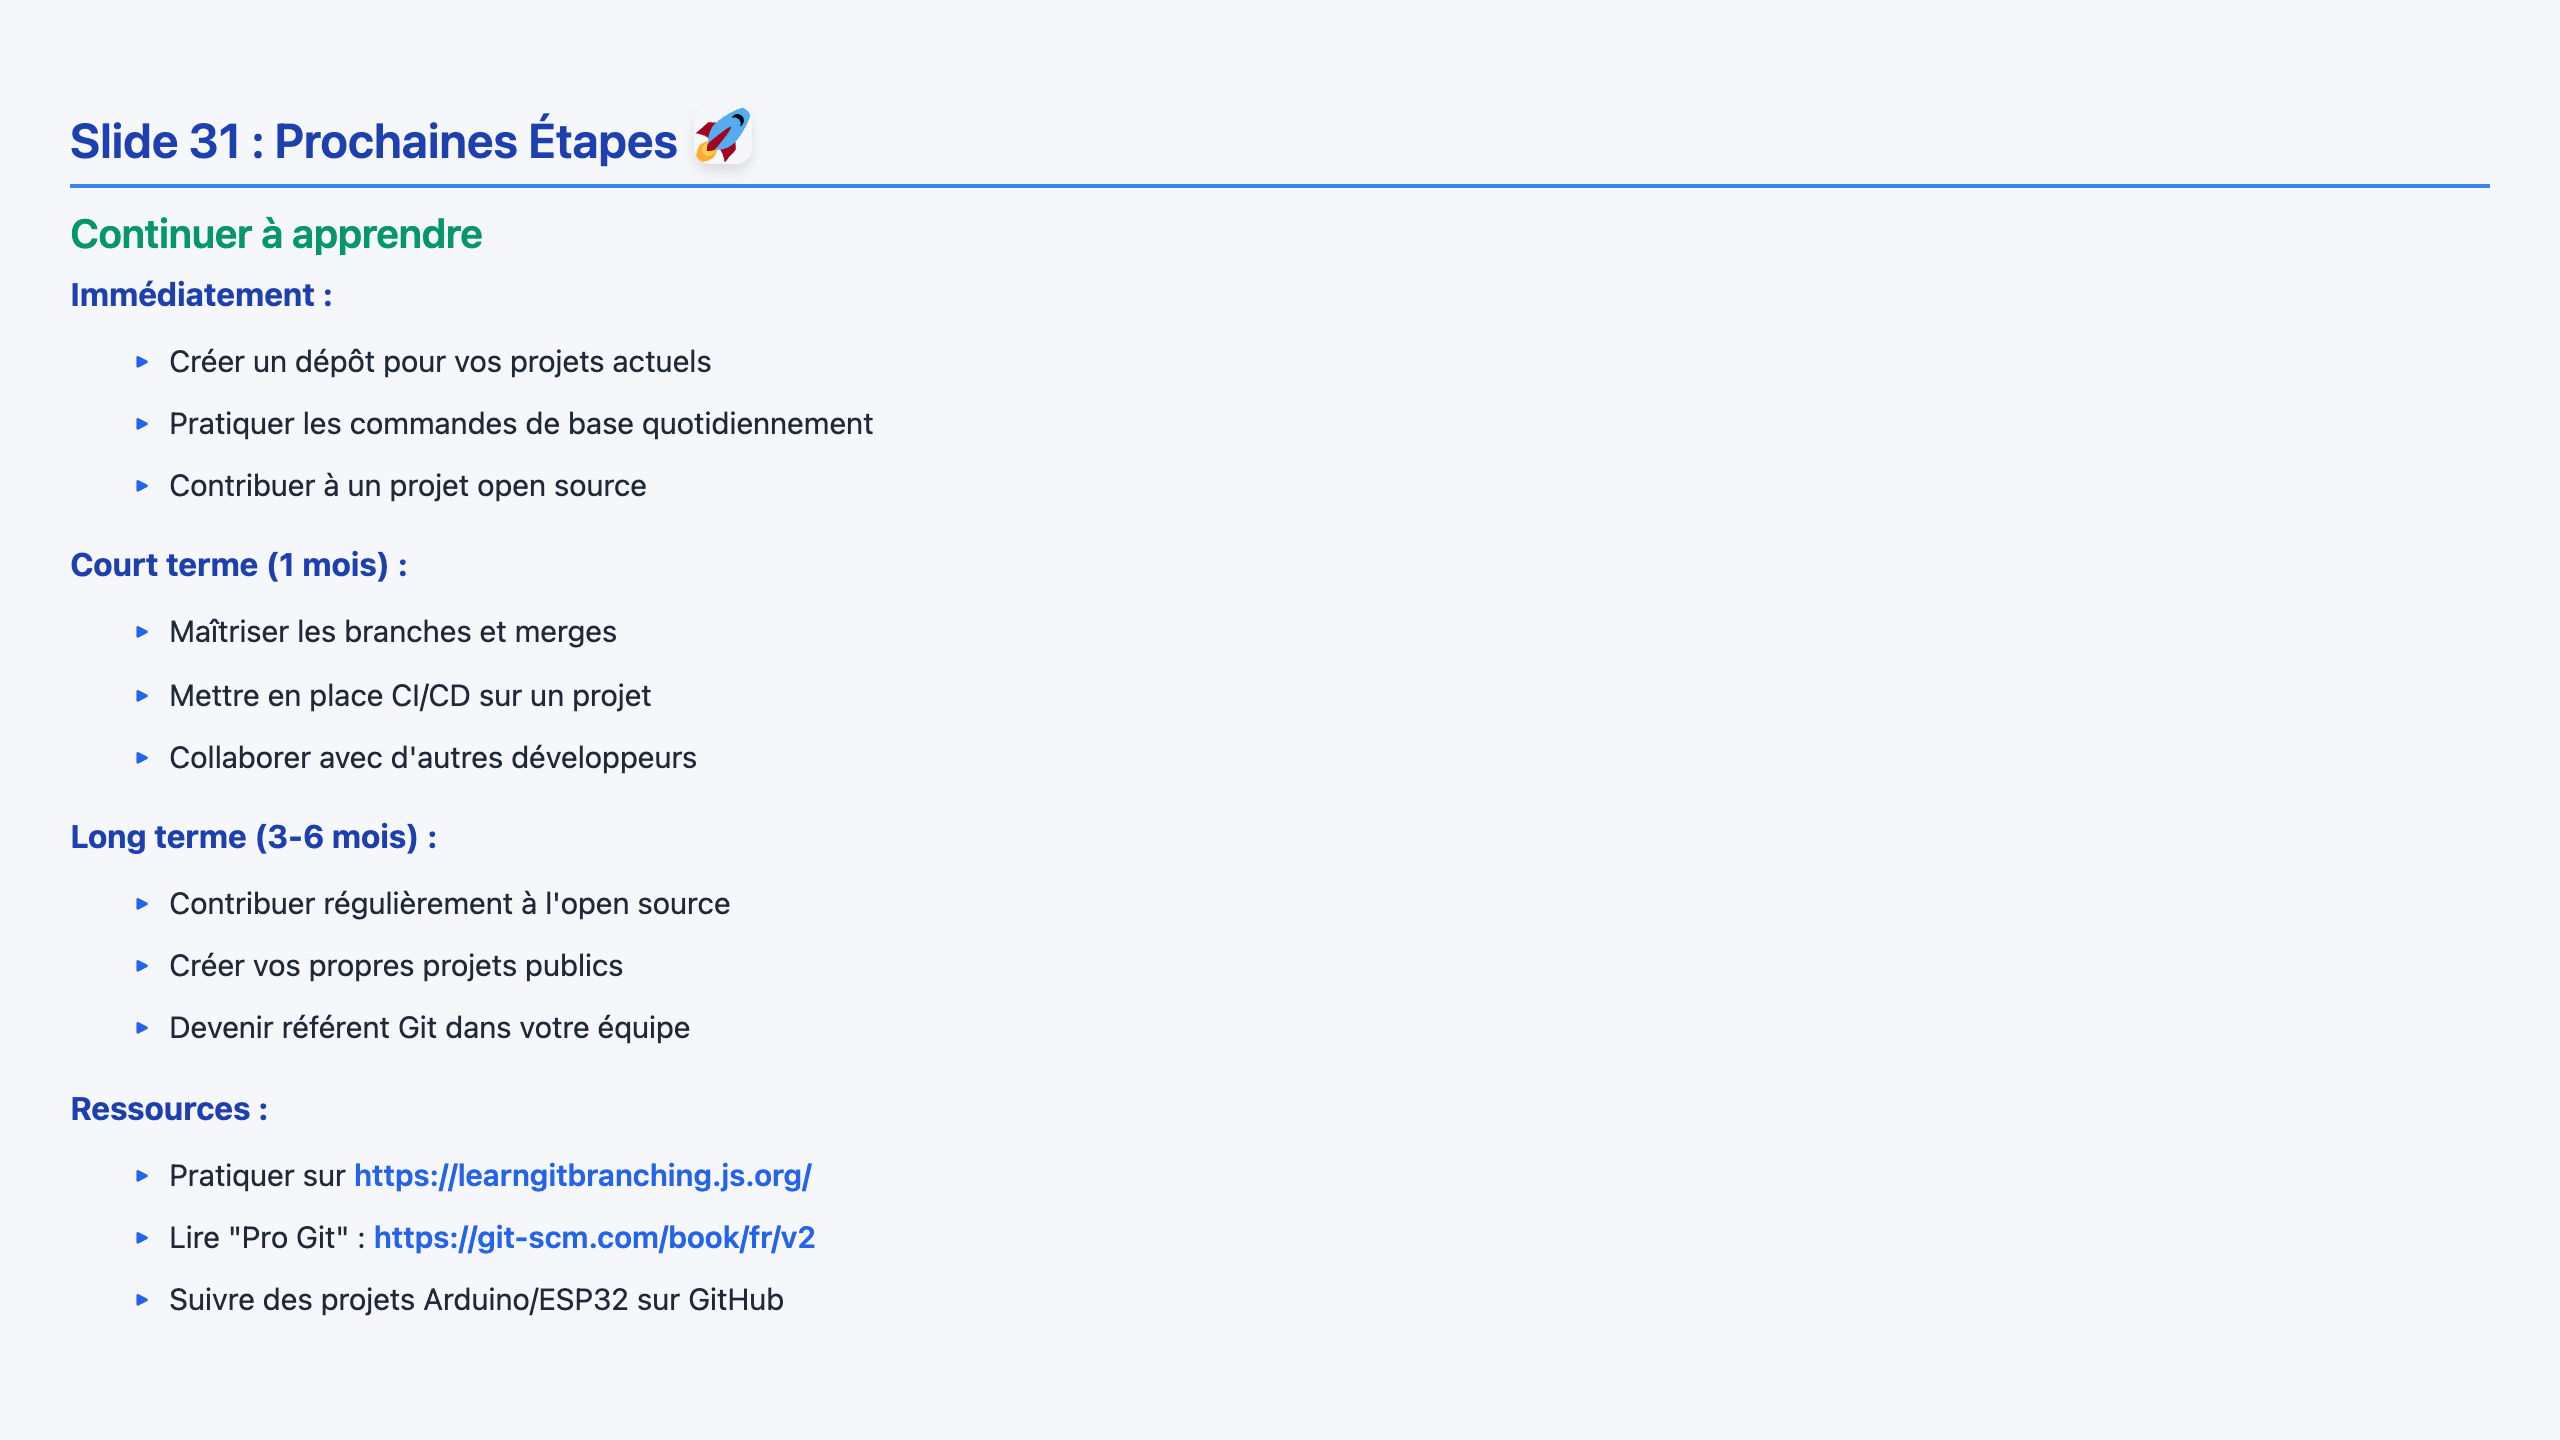 Slide 31 : Prochaines Étapes 🚀
Continuer à apprendre
Immédiatement :
Créer un dépôt pour vos projets actuels
Pratiquer les commandes de base quotidiennement
Contribuer à un projet open source
Court terme (1 mois) :
Maîtriser les branches et merges
Mettre en place CI/CD sur un projet
Collaborer avec d'autres développeurs
Long terme (3-6 mois) :
Contribuer régulièrement à l'open source
Créer vos propres projets publics
Devenir référent Git dans votre équipe
Ressources :
Pratiquer sur https://learngitbranching.js.org/
Lire "Pro Git" : https://git-scm.com/book/fr/v2
Suivre des projets Arduino/ESP32 sur GitHub